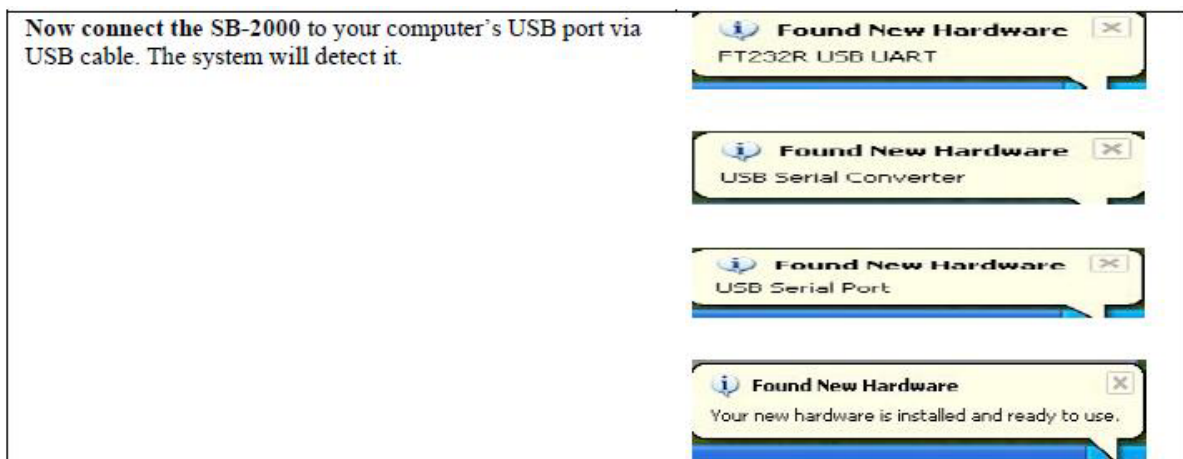 Now connect the SB-2000 to your computer's USB port via
USB cable. The system will detect it.
Found New Hardware
FT232R USB UART
Found New Hardware
USB Serial Converter
Found New Hardware
USB Serial Port
Found New Hardware
Your new hardware is installed and ready to use.